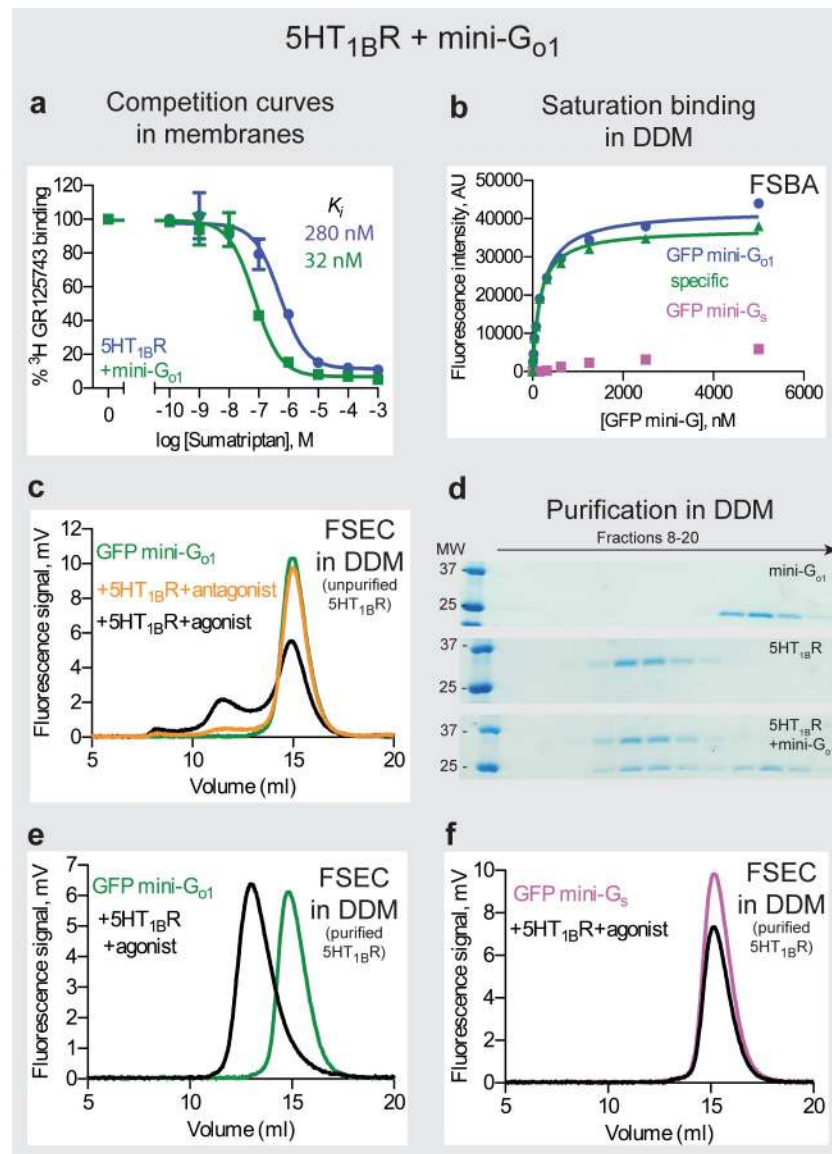 5HT1BR + mini-Go1
a
Competition curves
in membranes
% 3H GR125743 binding
120
100
80
60
40
20
0
Ki
280 nM
32 nM
5HT1BR
+mini-Go1
0
-10 -9 -8 -7 -6 -5 -4 -3
log [Sumatriptan], M
b
Saturation binding
in DDM
Fluorescence intensity, AU
50000
40000
30000
20000
10000
0
FSBA
GFP mini-Go1
specific
GFP mini-Gs
0 2000 4000 6000
[GFP mini-G], nM
c
Fluorescence signal, mV
12
10
8
6
4
2
0
GFP mini-Go1
+5HT1BR+antagonist
+5HT1BR+agonist
FSEC
in DDM
(unpurified
5HT1BR)
5 10 15 20
Volume (ml)
d
Purification in DDM
Fractions 8-20
MW
37 -
25 -
mini-Go1
37 -
25 -
5HT1BR
37 -
25 -
5HT1BR
+mini-Go
e
Fluorescence signal, mV
7
6
5
4
3
2
1
0
GFP mini-Go1
+5HT1BR
+agonist
FSEC
in DDM
(purified
5HT1BR)
5 10 15 20
Volume (ml)
f
Fluorescence signal, mV
10
8
6
4
2
0
GFP mini-Gs
+5HT1BR+agonist
FSEC
in DDM
(purified
5HT1BR)
5 10 15 20
Volume (ml)